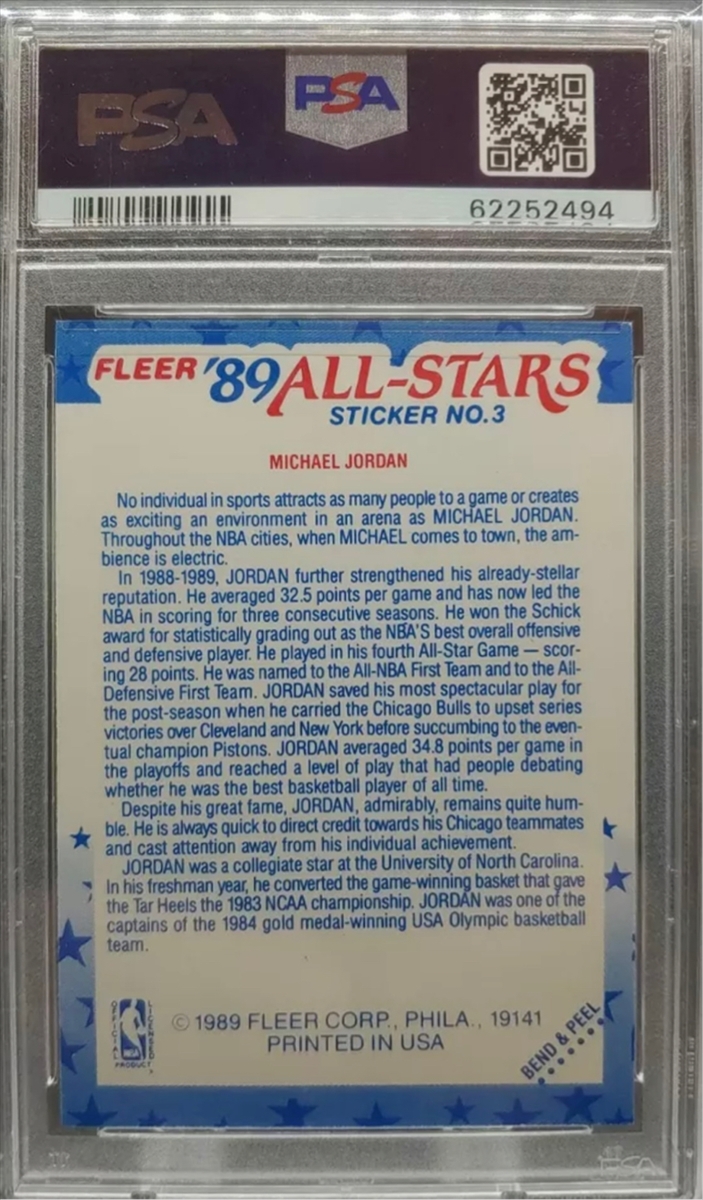 PSA
PSA
62252494
FLEER '89 ALL-STARS
STICKER NO.3
MICHAEL JORDAN
No individual in sports attracts as many people to a game or creates
as exciting an environment in an arena as MICHAEL JORDAN.
Throughout the NBA cities, when MICHAEL comes to town, the am-
bience is electric.
In 1988-1989, JORDAN further strengthened his already-stellar
reputation. He averaged 32.5 points per game and has now led the
NBA in scoring for three consecutive seasons. He won the Schick
award for statistically grading out as the NBA'S best overall offensive
and defensive player. He played in his fourth All-Star Game — scor-
ing 28 points. He was named to the All-NBA First Team and to the All-
Defensive First Team. JORDAN saved his most spectacular play for
the post-season when he carried the Chicago Bulls to upset series
victories over Cleveland and New York before succumbing to the even-
tual champion Pistons. JORDAN averaged 34.8 points per game in
the playoffs and reached a level of play that had people debating
whether he was the best basketball player of all time.
Despite his great fame, JORDAN, admirably, remains quite hum-
ble. He is always quick to direct credit towards his Chicago teammates
and cast attention away from his individual achievement.
JORDAN was a collegiate star at the University of North Carolina.
In his freshman year, he converted the game-winning basket that gave
the Tar Heels the 1983 NCAA championship. JORDAN was one of the
captains of the 1984 gold medal-winning USA Olympic basketball
team.
OFFICIAL
NBA
LICENSED
PRODUCT
© 1989 FLEER CORP., PHILA., 19141
PRINTED IN USA
BEND & PEEL
PSA